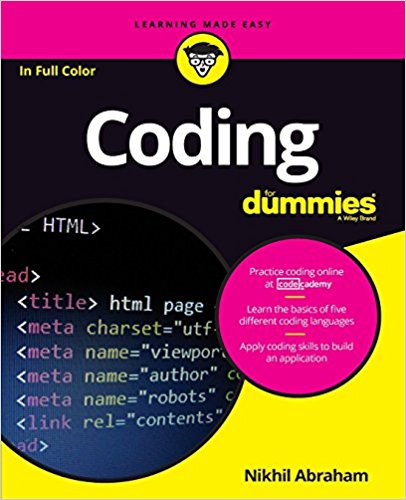 LEARNING MADE EASY
In Full Color
Coding
for
dummies®
A Wiley Brand
HTML>
ead>
<title> html page
<meta charset="utf-
<meta name="viewpor
<meta name="author" c
<meta name="robots" c
<link rel="contents"
ad>
Practice coding online
at codecademy
Learn the basics of five
different coding languages
Apply coding skills to build
an application
Nikhil Abraham